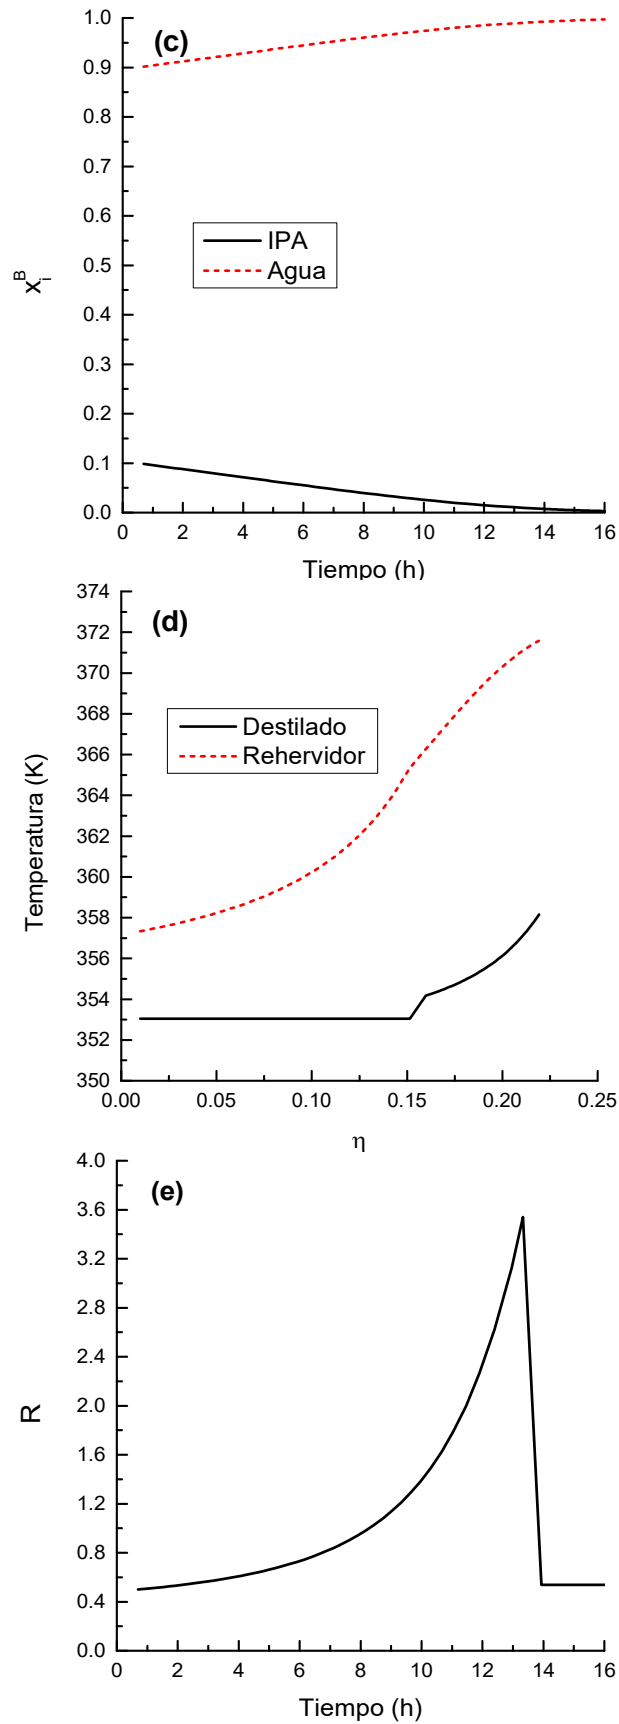 1.0
(c)
0.9
0.8
0.7
0.6
IPA
Agua
0.5
x_i^B
0.4
0.3
0.2
0.1
0.0
0 2 4 6 8 10 12 14 16
Tiempo (h)
374
(d)
372
370
368
Destilado
Rehervidor
366
364
Temperatura (K)
362
360
358
356
354
352
350
0.00 0.05 0.10 0.15 0.20 0.25
η
4.0
(e)
3.6
3.2
2.8
2.4
2.0
R
1.6
1.2
0.8
0.4
0.0
0 2 4 6 8 10 12 14 16
Tiempo (h)